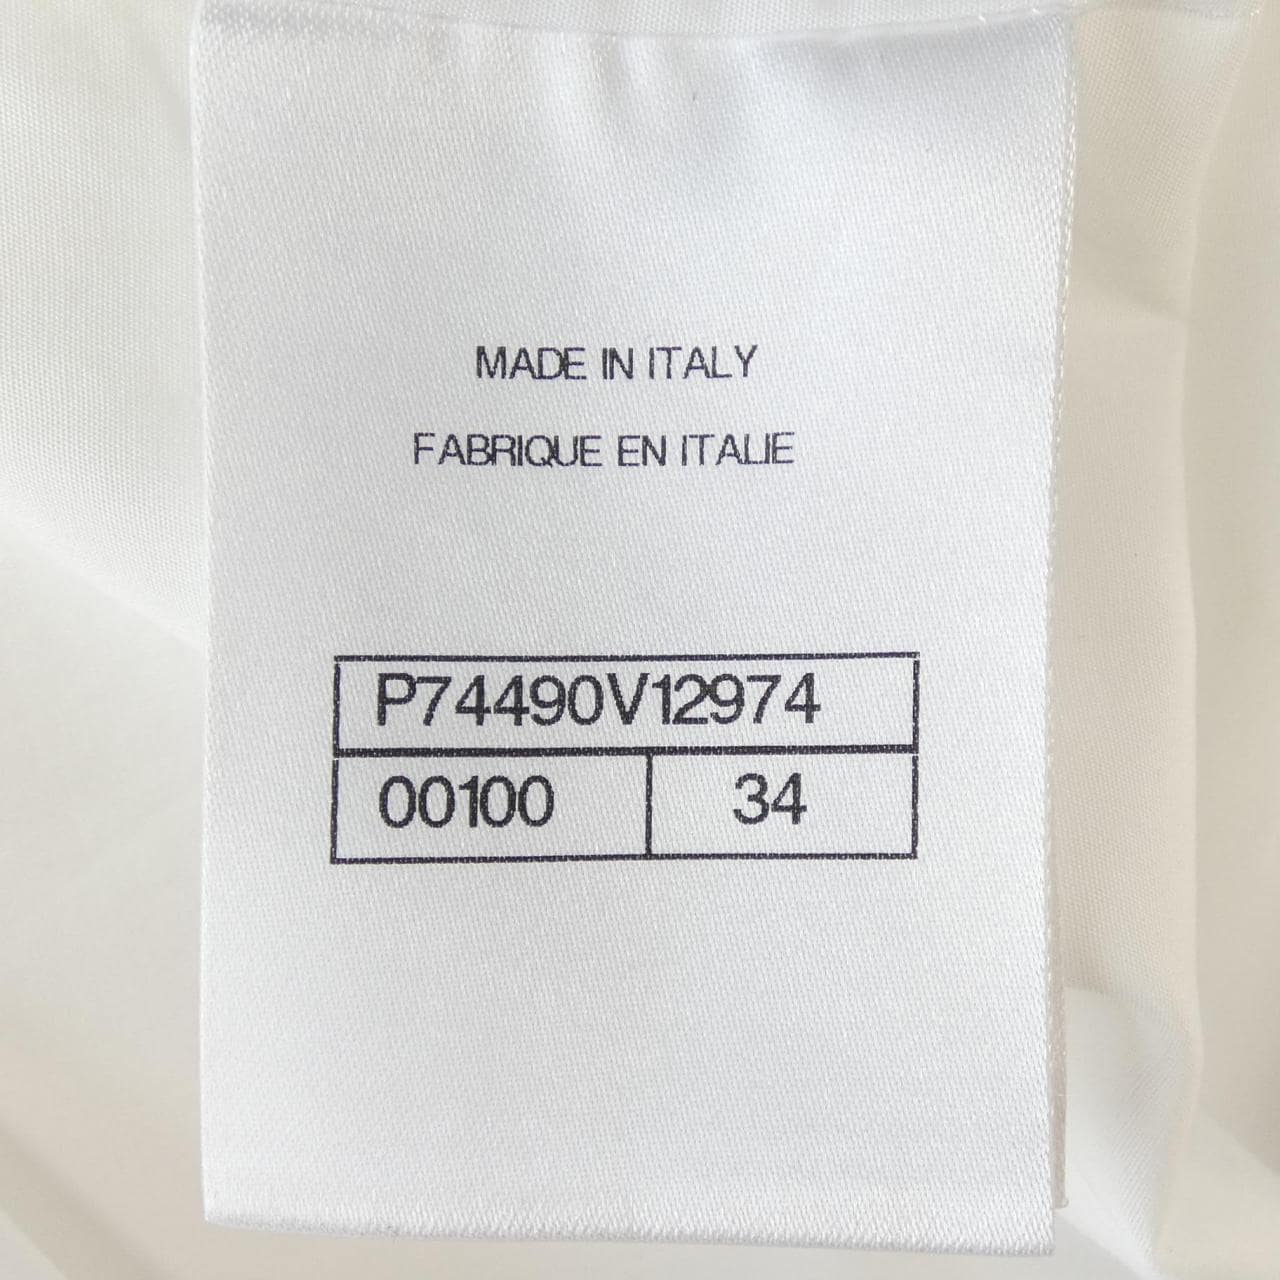 MADE IN ITALY
FABRIQUE EN ITALIE
P74490V12974
00100 34